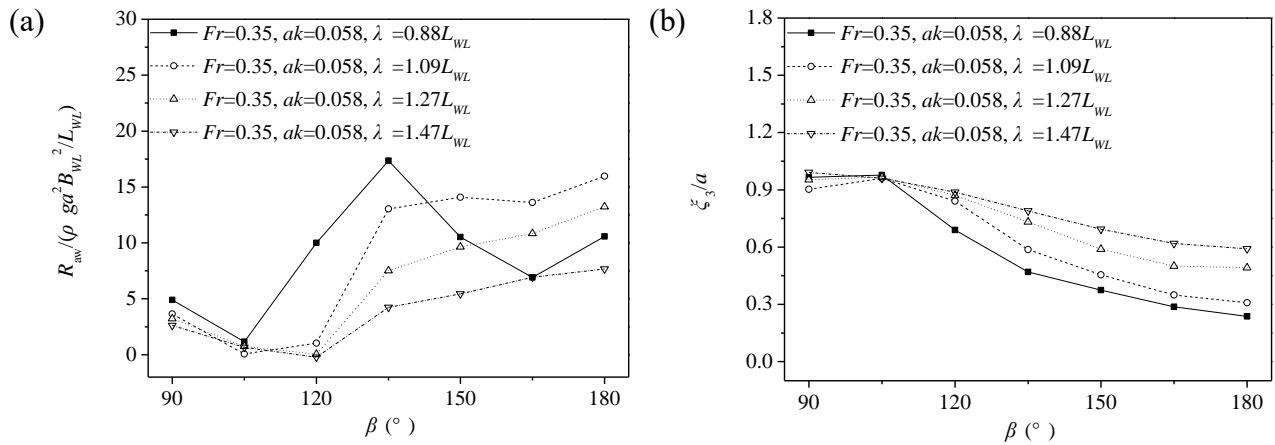 (a)
30
25
20
15
10
5
0
R_aw/(ρ ga²B_WL²/L_WL)
Fr=0.35, ak=0.058, λ =0.88L_WL
Fr=0.35, ak=0.058, λ =1.09L_WL
Fr=0.35, ak=0.058, λ =1.27L_WL
Fr=0.35, ak=0.058, λ =1.47L_WL
90 120 150 180
β (° )
(b)
1.8
1.5
1.2
0.9
0.6
0.3
0.0
ξ_3/a
Fr=0.35, ak=0.058, λ =0.88L_WL
Fr=0.35, ak=0.058, λ =1.09L_WL
Fr=0.35, ak=0.058, λ =1.27L_WL
Fr=0.35, ak=0.058, λ =1.47L_WL
90 120 150 180
β (° )